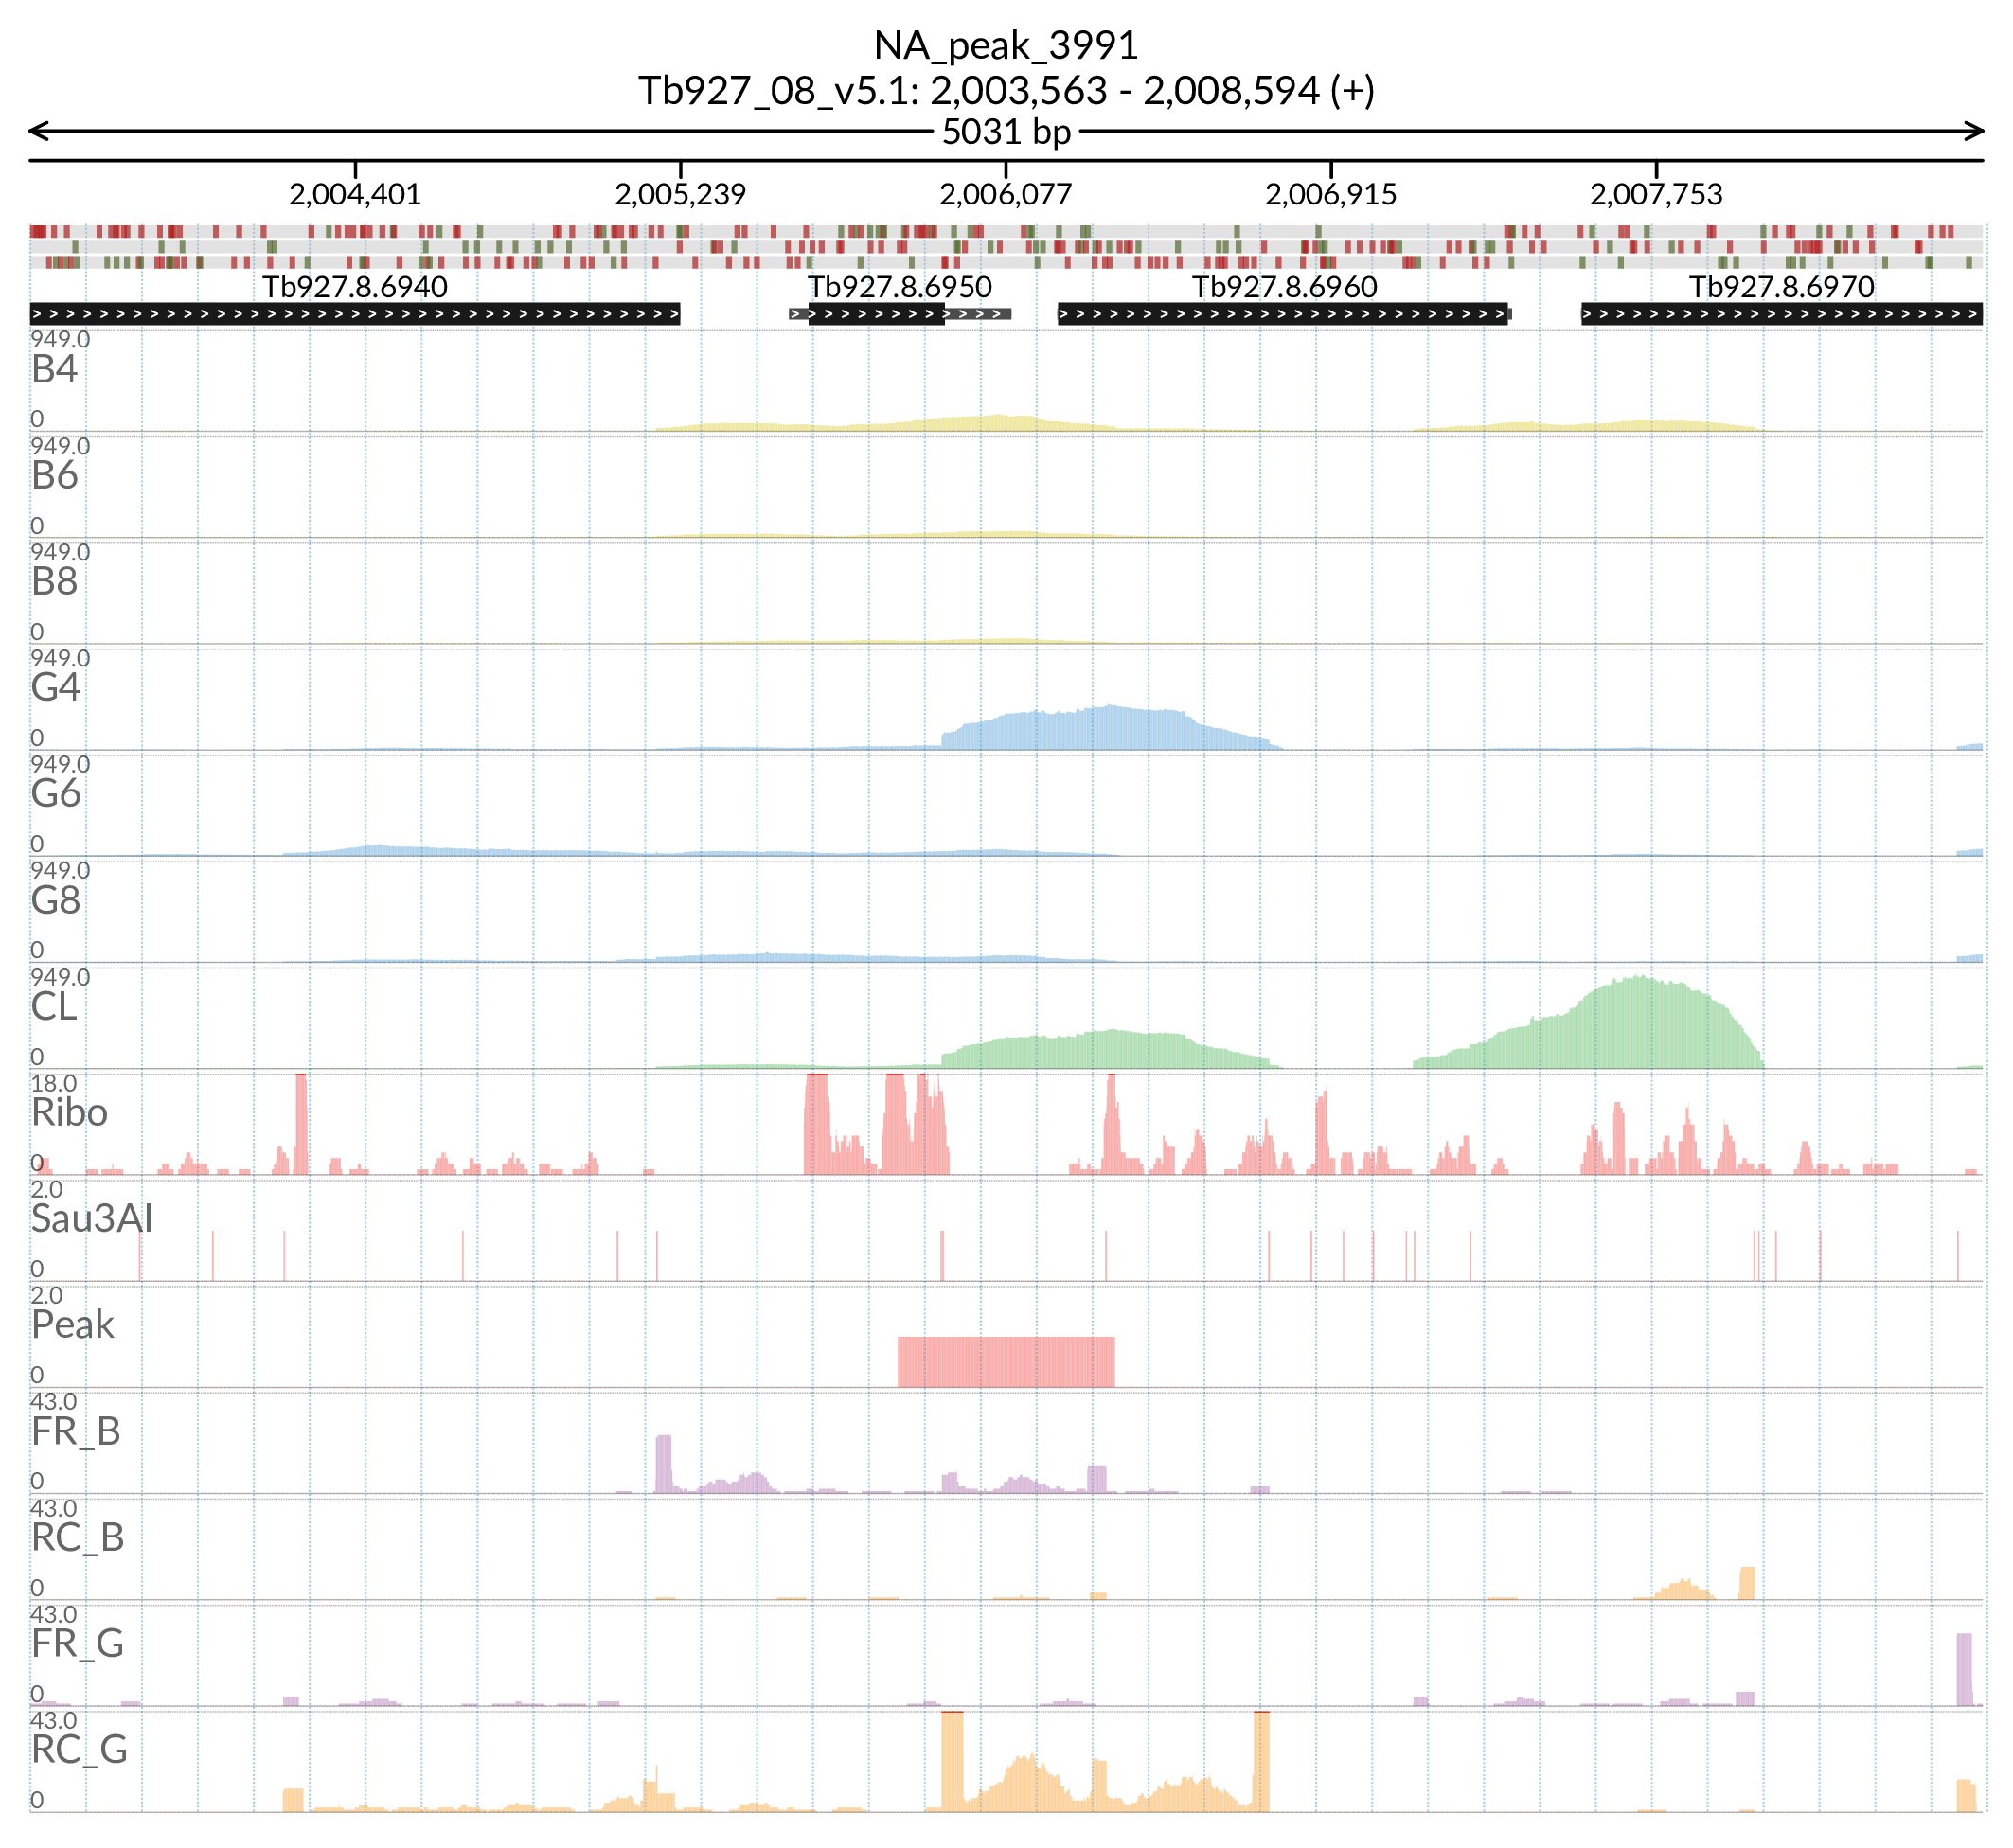 NA_peak_3991
Tb927_08_v5.1: 2,003,563 - 2,008,594 (+)
5031 bp
2,004,401 2,005,239 2,006,077 2,006,915 2,007,753
Tb927.8.6940 Tb927.8.6950 Tb927.8.6960 Tb927.8.6970
949.0
B4
0
949.0
B6
0
949.0
B8
0
949.0
G4
0
949.0
G6
0
949.0
G8
0
949.0
CL
0
18.0
Ribo
0
2.0
Sau3AI
0
2.0
Peak
0
43.0
FR_B
0
43.0
RC_B
0
43.0
FR_G
0
43.0
RC_G
0